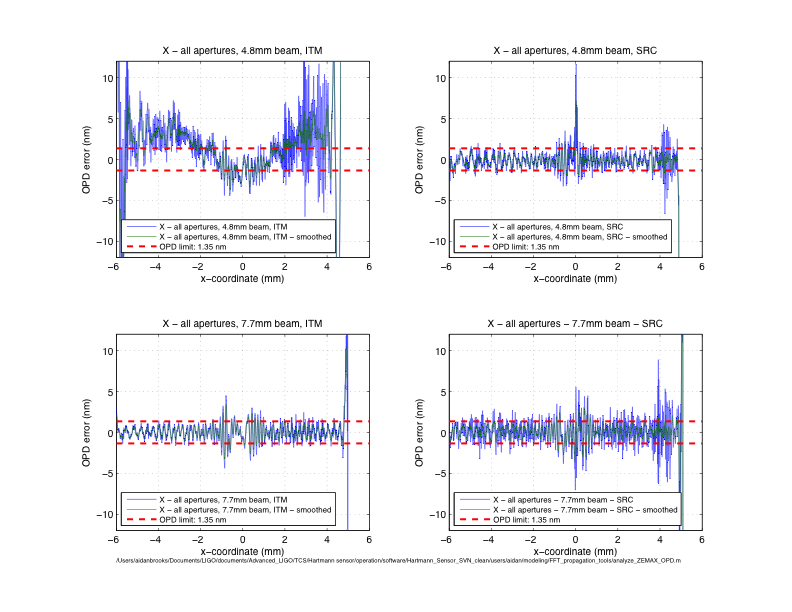 X − all apertures, 4.8mm beam, ITM
10
5
0
−5
−10
OPD error (nm)
X − all apertures, 4.8mm beam, ITM
X − all apertures, 4.8mm beam, ITM − smoothed
OPD limit: 1.35 nm
−6 −4 −2 0 2 4 6
x−coordinate (mm)
X − all apertures, 4.8mm beam, SRC
10
5
0
−5
−10
OPD error (nm)
X − all apertures, 4.8mm beam, SRC
X − all apertures, 4.8mm beam, SRC − smoothed
OPD limit: 1.35 nm
−6 −4 −2 0 2 4 6
x−coordinate (mm)
X − all apertures, 7.7mm beam, ITM
10
5
0
−5
−10
OPD error (nm)
X − all apertures, 7.7mm beam, ITM
X − all apertures, 7.7mm beam, ITM − smoothed
OPD limit: 1.35 nm
−6 −4 −2 0 2 4 6
x−coordinate (mm)
X − all apertures − 7.7mm beam − SRC
10
5
0
−5
−10
OPD error (nm)
X − all apertures − 7.7mm beam − SRC
X − all apertures − 7.7mm beam − SRC − smoothed
OPD limit: 1.35 nm
−6 −4 −2 0 2 4 6
x−coordinate (mm)
/Users/aidanbrooks/Documents/LIGO/documents/Advanced_LIGO/TCS/Hartmann sensor/operation/software/Hartmann_Sensor_SVN_clean/users/aidan/modeling/FFT_propagation_tools/analyze_ZEMAX_OPD.m